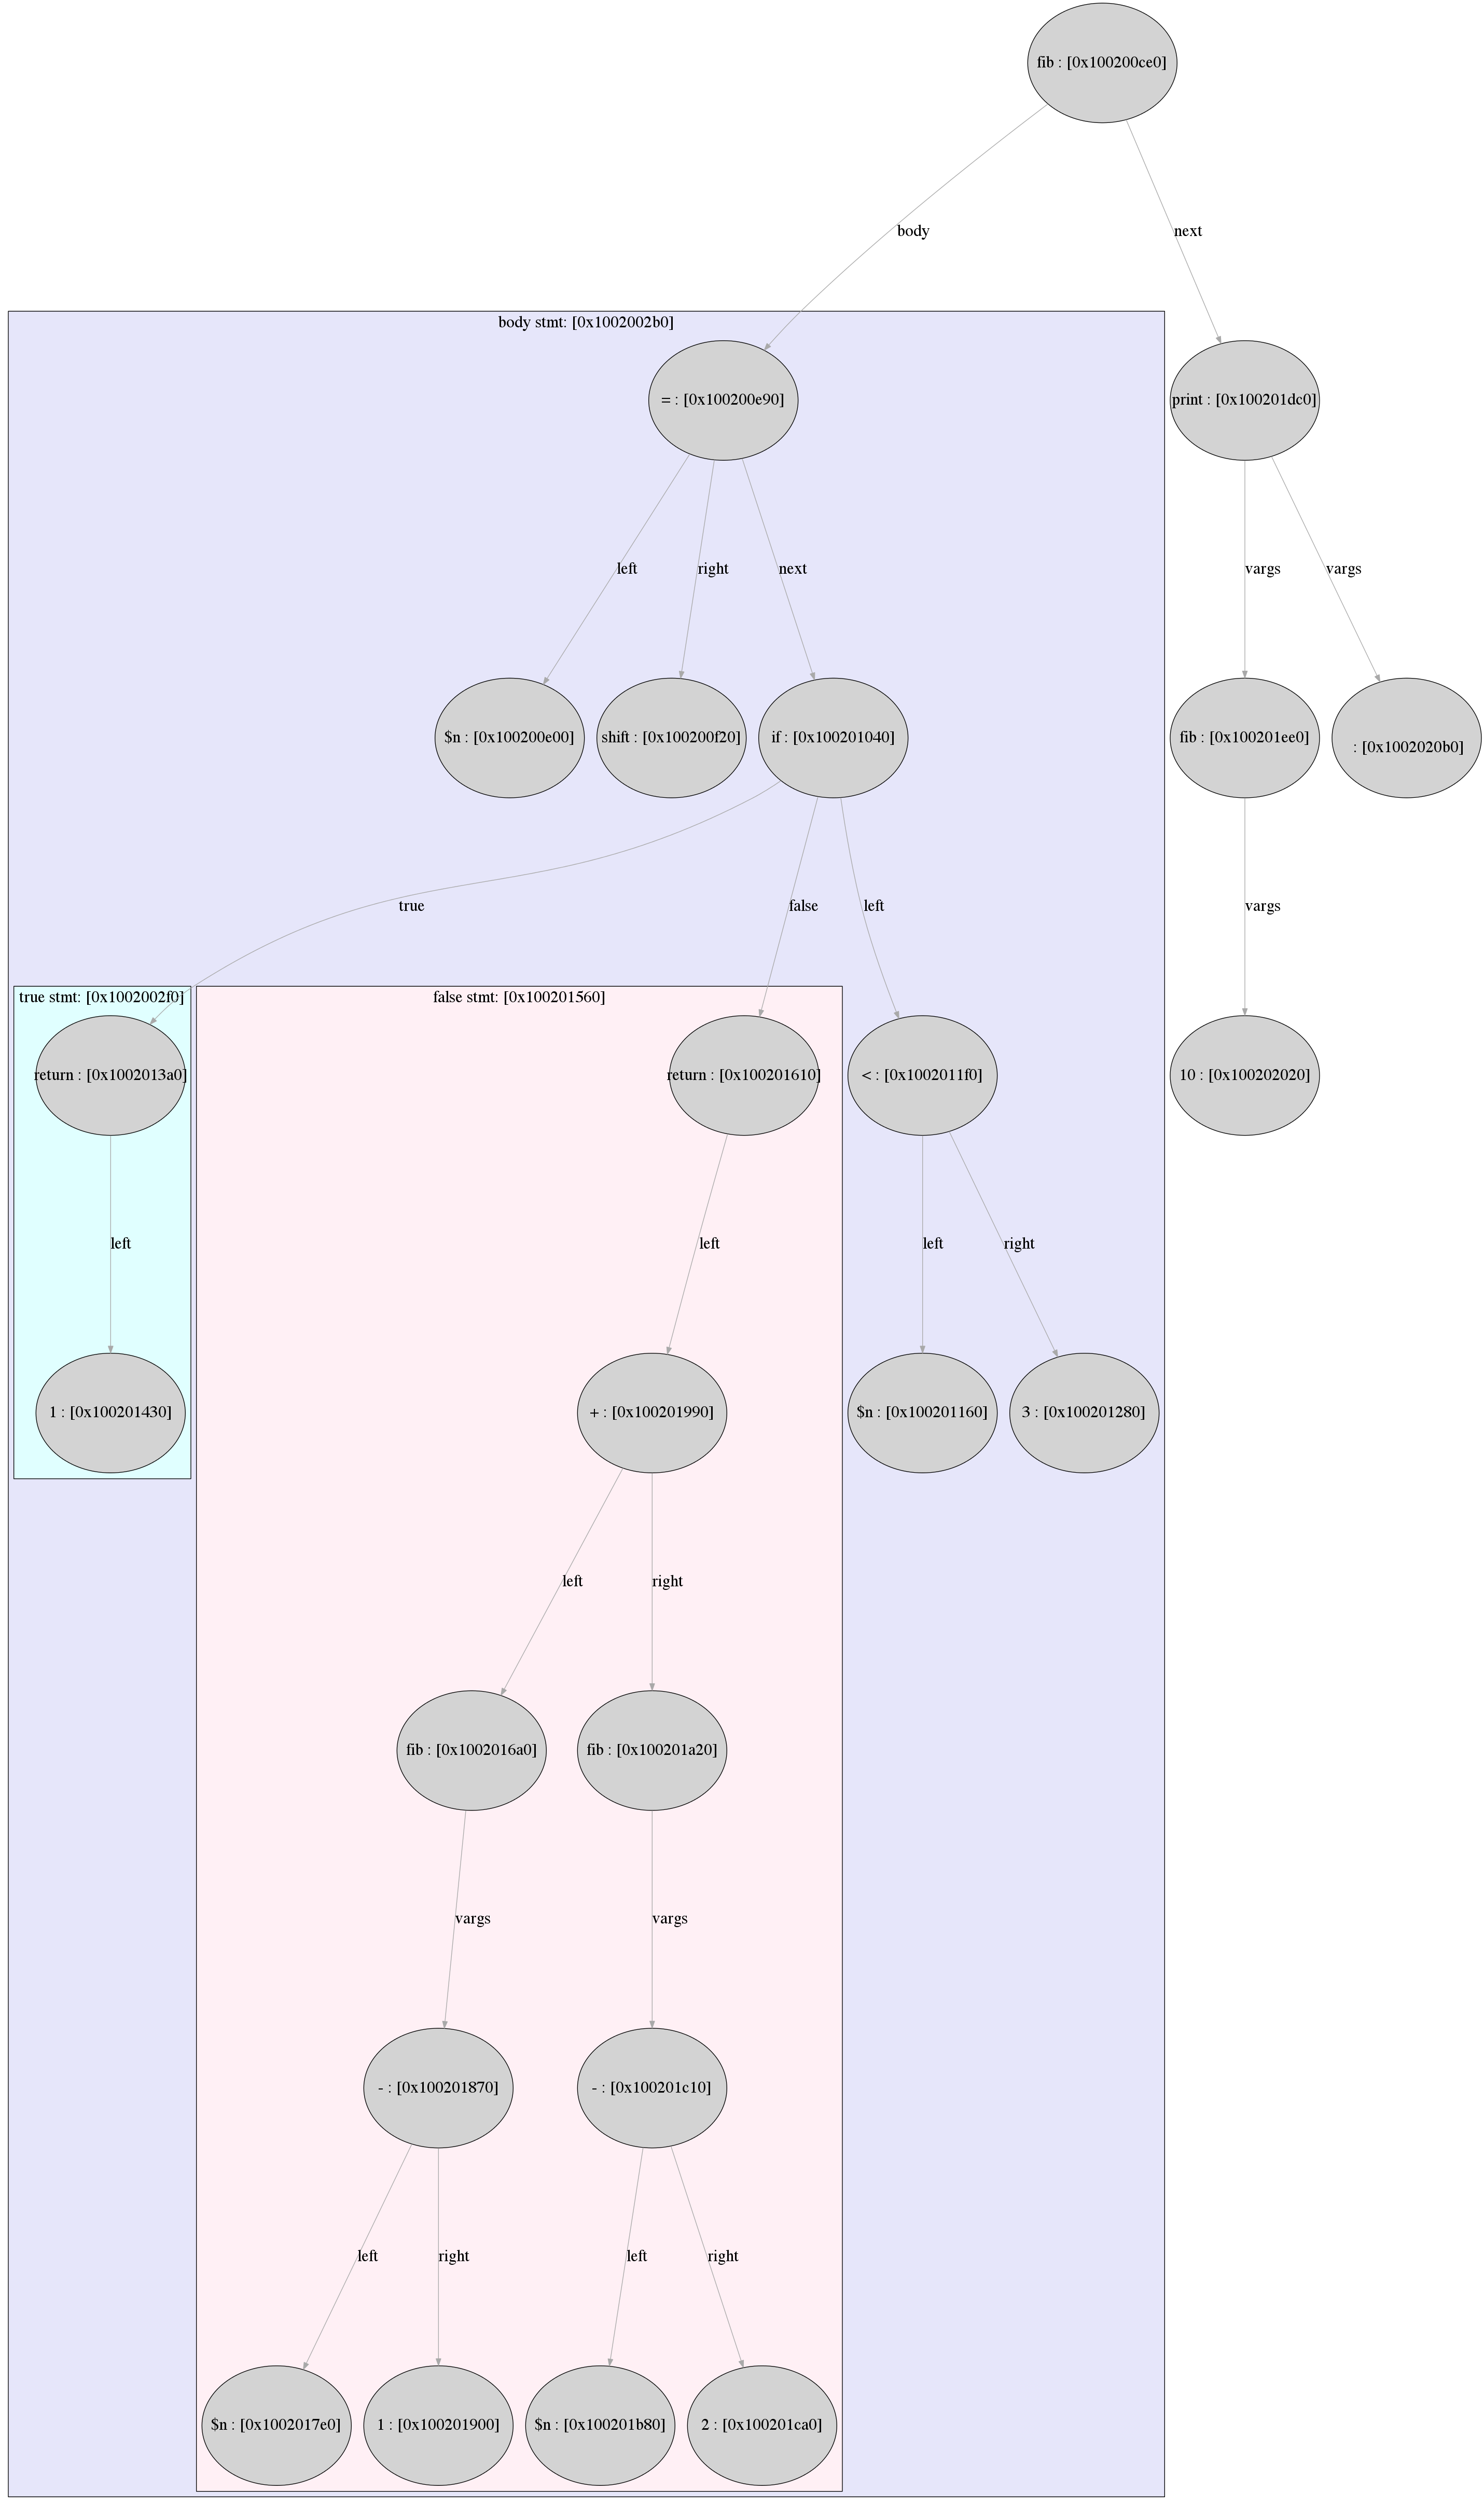 fib : [0x100200ce0]
body
next
body stmt: [0x1002002b0]
= : [0x100200e90]
print : [0x100201dc0]
left
right
next
vargs
vargs
$n : [0x100200e00]
shift : [0x100200f20]
if : [0x100201040]
fib : [0x100201ee0]
: [0x1002020b0]
true
false
left
vargs
true stmt: [0x1002002f0]
false stmt: [0x100201560]
return : [0x1002013a0]
return : [0x100201610]
< : [0x1002011f0]
10 : [0x100202020]
left
left
left
right
1 : [0x100201430]
+ : [0x100201990]
$n : [0x100201160]
3 : [0x100201280]
left
right
fib : [0x1002016a0]
fib : [0x100201a20]
vargs
vargs
- : [0x100201870]
- : [0x100201c10]
left
right
left
right
$n : [0x1002017e0]
1 : [0x100201900]
$n : [0x100201b80]
2 : [0x100201ca0]